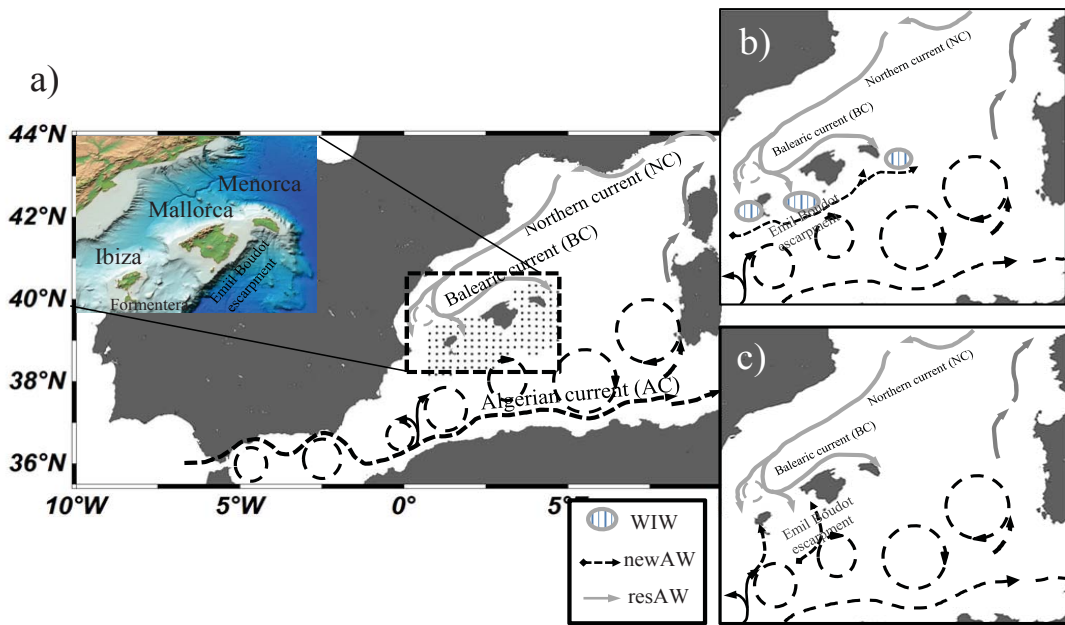 a)
44°N
42°N
40°N
38°N
36°N
10°W
5°W
0°
5°E
Menorca
Mallorca
Ibiza
Formentera
Emil Boudot
escarpment
Northern current (NC)
Balearic current (BC)
Algerian current (AC)
WIW
newAW
resAW
b)
Northern current (NC)
Balearic current (BC)
Emil Boudot
escarpment
c)
Northern current (NC)
Balearic current (BC)
Emil Boudot
escarpment